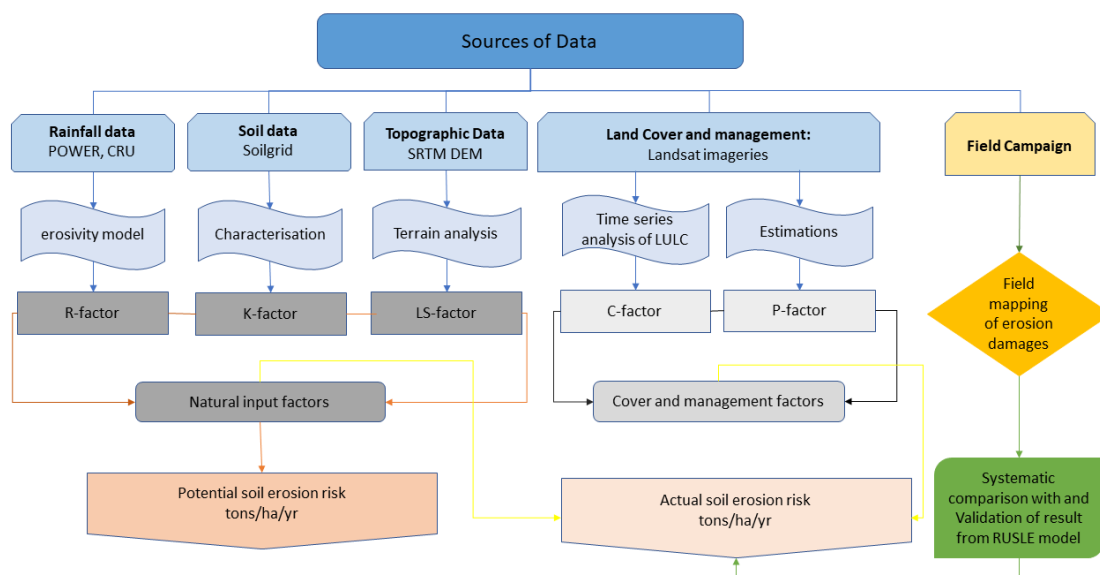 Sources of Data
Rainfall data
POWER, CRU
Soil data
Soilgrid
Topographic Data
SRTM DEM
Land Cover and management:
Landsat imageries
Field Campaign
erosivity model
Characterisation
Terrain analysis
Time series
analysis of LULC
Estimations
R-factor
K-factor
LS-factor
C-factor
P-factor
Field
mapping
of erosion
damages
Natural input factors
Cover and management factors
Potential soil erosion risk
tons/ha/yr
Actual soil erosion risk
tons/ha/yr
Systematic
comparison with and
Validation of result
from RUSLE model